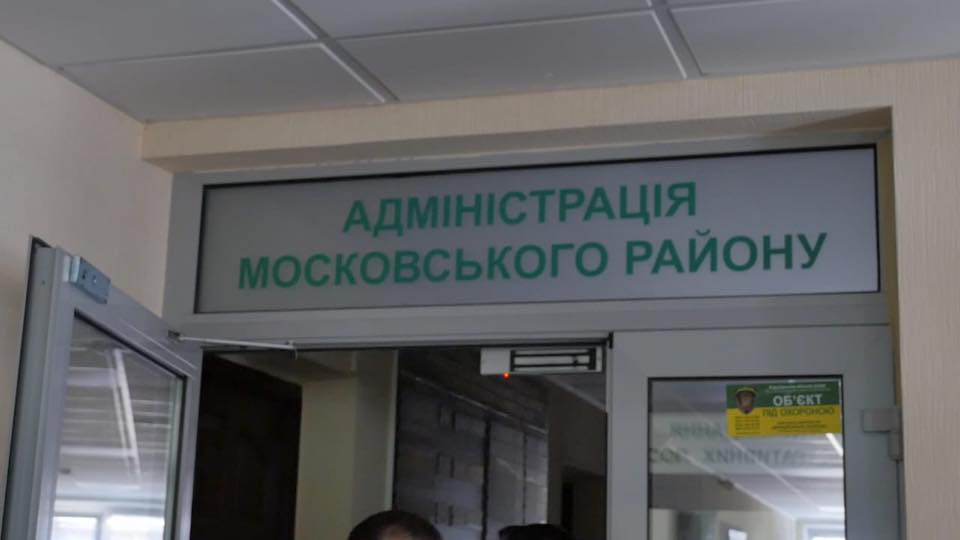 АДМІНІСТРАЦІЯ
МОСКОВСЬКОГО РАЙОНУ
ОБ'ЄКТ
ПІД ОХОРОНОЮ